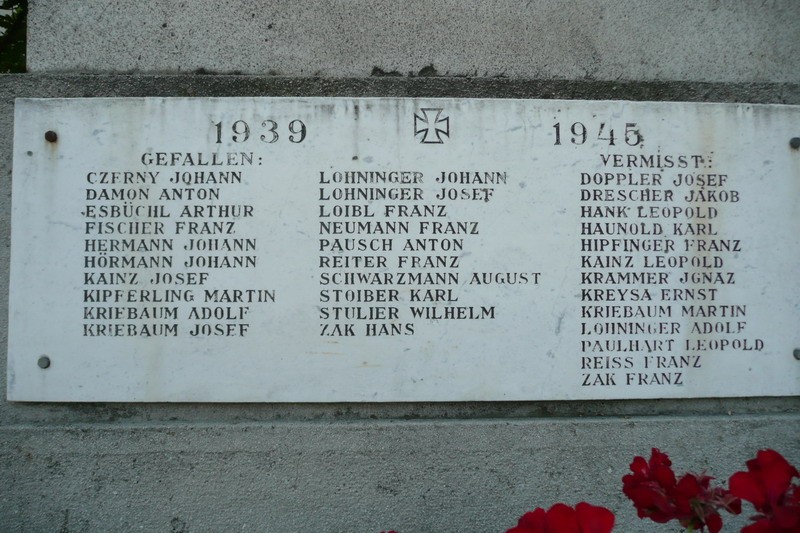 1939 1945
GEFALLEN:
CZERNY JOHANN
DAMON ANTON
ESBÜCHL ARTHUR
FISCHER FRANZ
HERMANN JOHANN
HÖRMANN JOHANN
KAINZ JOSEF
KIPFERLING MARTIN
KRIEBAUM ADOLF
KRIEBAUM JOSEF
LOHNINGER JOHANN
LOHNINGER JOSEF
LOIBL FRANZ
NEUMANN FRANZ
PAUSCH ANTON
REITER FRANZ
SCHWARZMANN AUGUST
STOIBER KARL
STULIER WILHELM
ZAK HANS
VERMISST:
DOPPLER JOSEF
DRESCHER JAKOB
HANK LEOPOLD
HAUNOLD KARL
HIPFINGER FRANZ
KAINZ LEOPOLD
KRAMMER JGNAZ
KREYSA ERNST
KRIEBAUM MARTIN
LOHNINGER ADOLF
PAULHART LEOPOLD
REISS FRANZ
ZAK FRANZ